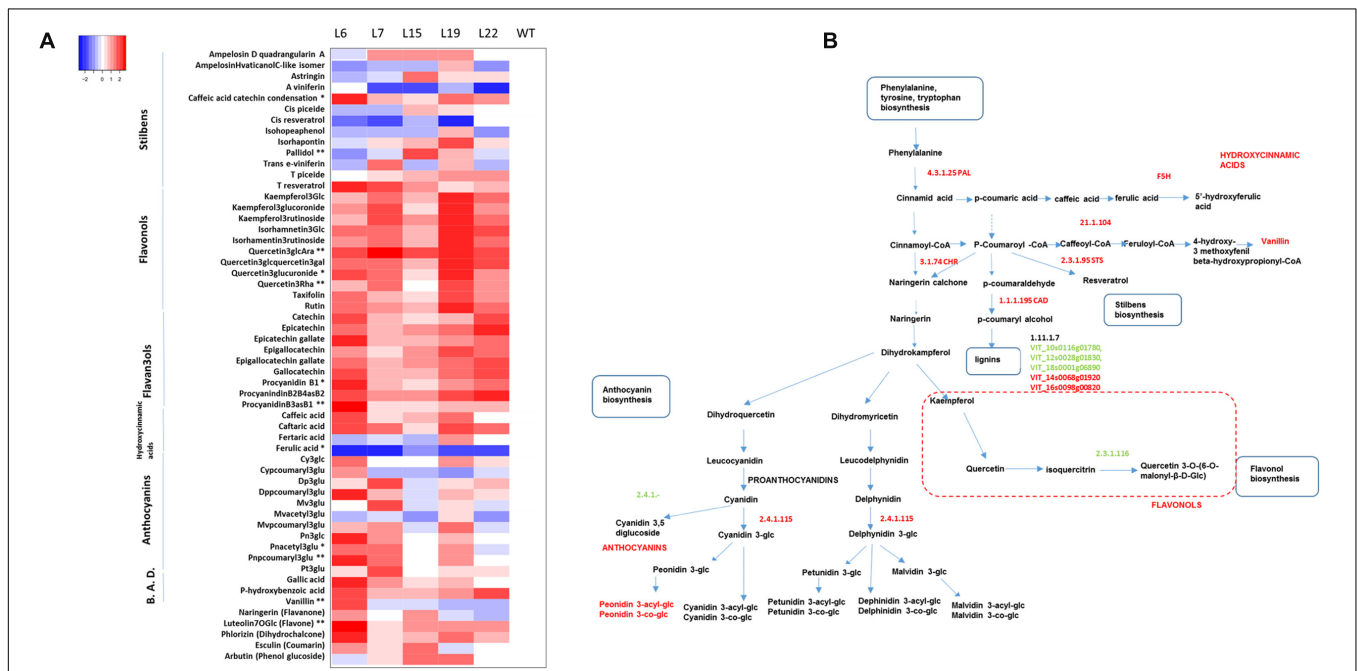 A
B
L6 L7 L15 L19 L22 WT
-2 -1 0 1 2
Stilbens
Ampelosin D quadrangularin A
AmpelosinHvaticanolC-like isomer
Astringin
A viniferin
Caffeic acid catechin condensation *
Cis piceide
Cis resveratrol
Isohopeaphenol
Isorhapontin
Pallidol **
Trans e-viniferin
T piceide
T resveratrol
Flavonols
Kaempferol3Glc
Kaempferol3glucoronide
Kaempferol3rutinoside
Isorhamnetin3Glc
Isorhamentin3rutinoside
Quercetin3glcAra **
Quercetin3glcquercetin3gal
Quercetin3glucuronide *
Quercetin3Rha **
Taxifolin
Rutin
Flavan3ols
Catechin
Epicatechin
Epicatechin gallate
Epigallocatechin
Epigallocatechin gallate
Gallocatechin
Procyanidin B1 *
ProcyanindinB2B4asB2
ProcyanidinB3asB1 **
Hydroxycinnamic
acids
Caffeic acid
Caftaric acid
Fertaric acid
Ferulic acid *
Anthocyanins
Cy3glc
Cypcoumaryl3glu
Dp3glu
Dppcoumaryl3glu
Mv3glu
Mvacetyl3glu
Mvpcoumaryl3glu
Pn3glc
Pnacetyl3glu *
Pnpcoumaryl3glu **
Pt3glu
B. A. D.
Gallic acid
P-hydroxybenzoic acid
Vanillin **
Naringerin (Flavanone)
Luteolin7OGlc (Flavone) **
Phlorizin (Dihydrochalcone)
Esculin (Coumarin)
Arbutin (Phenol glucoside)
Phenylalanine,
tyrosine, tryptophan
biosynthesis
Phenylalanine
4.3.1.25 PAL
HYDROXYCINNAMIC
ACIDS
F5H
Cinnamid acid
p-coumaric acid
caffeic acid
ferulic acid
5'-hydroxyferulic
acid
21.1.104
Cinnamoyl-CoA
P-Coumaroyl -CoA
Caffeoyl-CoA
Feruloyl-CoA
4-hydroxy-
3 methoxyfenil
beta-hydroxypropionyl-CoA
Vanillin
3.1.74 CHR
2.3.1.95 STS
Naringerin calchone
p-coumaraldehyde
Resveratrol
1.1.1.195 CAD
Stilbens
biosynthesis
Naringerin
p-coumaryl alcohol
Dihydrokampferol
lignins
1.11.1.7
VIT_10s0116g01780,
VIT_12s0028g01830,
VIT_18s0001g06890
VIT_14s0068g01920
VIT_16s0098g00820
Anthocyanin
biosynthesis
Kaempferol
Dihydroquercetin
Dihydromyricetin
2.3.1.116
Leucocyanidin
Leucodelphynidin
Quercetin
isoquercitrin
Quercetin 3-O-(6-O-
malonyl-β-D-Glc)
Flavonol
biosynthesis
PROANTHOCYANIDINS
2.4.1.-
Cyanidin
Delphynidin
FLAVONOLS
Cyanidin 3,5
diglucoside
2.4.1.115
2.4.1.115
ANTHOCYANINS
Cyanidin 3-glc
Delphynidin 3-glc
Peonidin 3-glc
Petunidin 3-glc
Malvidin 3-glc
Peonidin 3-acyl-glc
Peonidin 3-co-glc
Cyanidin 3-acyl-glc
Cyanidin 3-co-glc
Petunidin 3-acyl-glc
Petunidin 3-co-glc
Dephinidin 3-acyl-glc
Delphinidin 3-co-glc
Malvidin 3-acyl-glc
Malvidin 3-co-glc